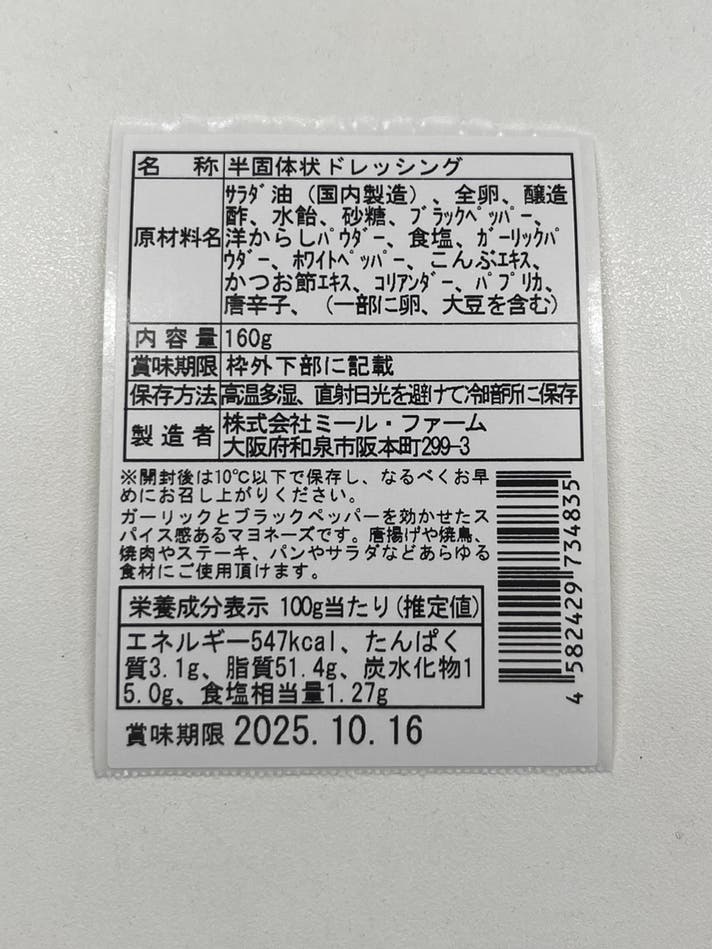 名 称 半固体状ドレッシング
原材料名
ｻﾗﾀﾞ油（国内製造）、全卵、醸造
酢、水飴、砂糖、ﾌﾞﾗｯｸﾍﾟｯﾊﾟｰ、
洋からしﾊﾟｳﾀﾞｰ、食塩、ｶﾞｰﾘｯｸﾊﾟ
ｳﾀﾞｰ、ﾎﾜｲﾄﾍﾟｯﾊﾟｰ、こんぶｴｷｽ、
かつお節ｴｷｽ、ｺﾘｱﾝﾀﾞｰ、ﾊﾟﾌﾟﾘｶ、
唐辛子、（一部に卵、大豆を含む）
内容量 160g
賞味期限 枠外下部に記載
保存方法 高温多湿、直射日光を避けて冷暗所に保存
製造者 株式会社ミール・ファーム
大阪府和泉市阪本町299-3
※開封後は10℃以下で保存し、なるべくお早
めにお召し上がりください。
ガーリックとブラックペッパーを効かせたス
パイス感あるマヨネーズです。唐揚げや焼鳥、
焼肉やステーキ、パンやサラダなどあらゆる
食材にご使用頂けます。
栄養成分表示 100g当たり(推定値)
エネルギー547kcal、たんぱく
質3.1g、脂質51.4g、炭水化物1
5.0g、食塩相当量1.27g
賞味期限 2025.10.16
4 582429 734835